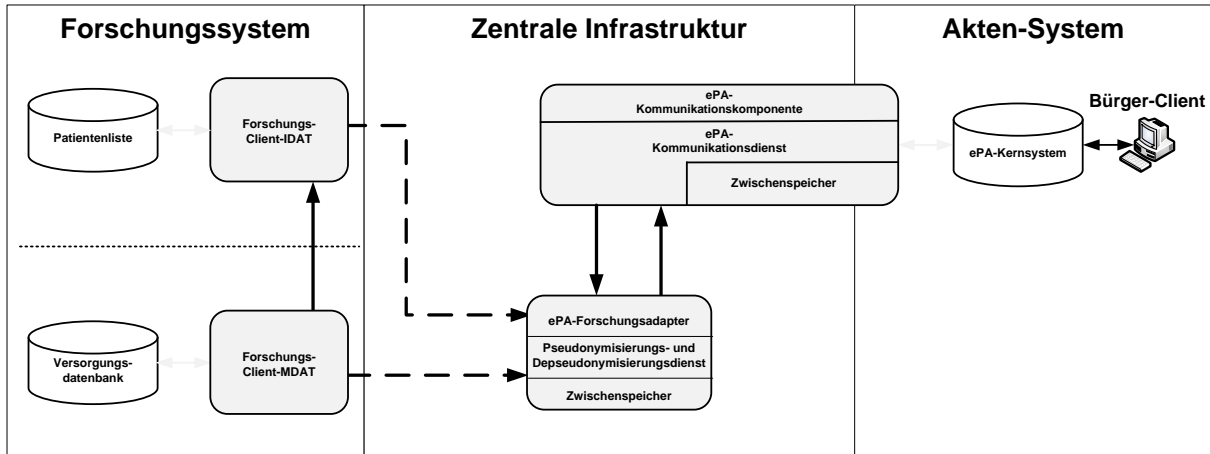 Forschungssystem
Zentrale Infrastruktur
Akten-System
Patientenliste
Forschungs-
Client-IDAT
ePA-
Kommunikationskomponente
ePA-
Kommunikationsdienst
Zwischenspeicher
ePA-Kernsystem
Bürger-Client
Versorgungs-
datenbank
Forschungs-
Client-MDAT
ePA-Forschungsadapter
Pseudonymisierungs- und
Depseudonymisierungsdienst
Zwischenspeicher